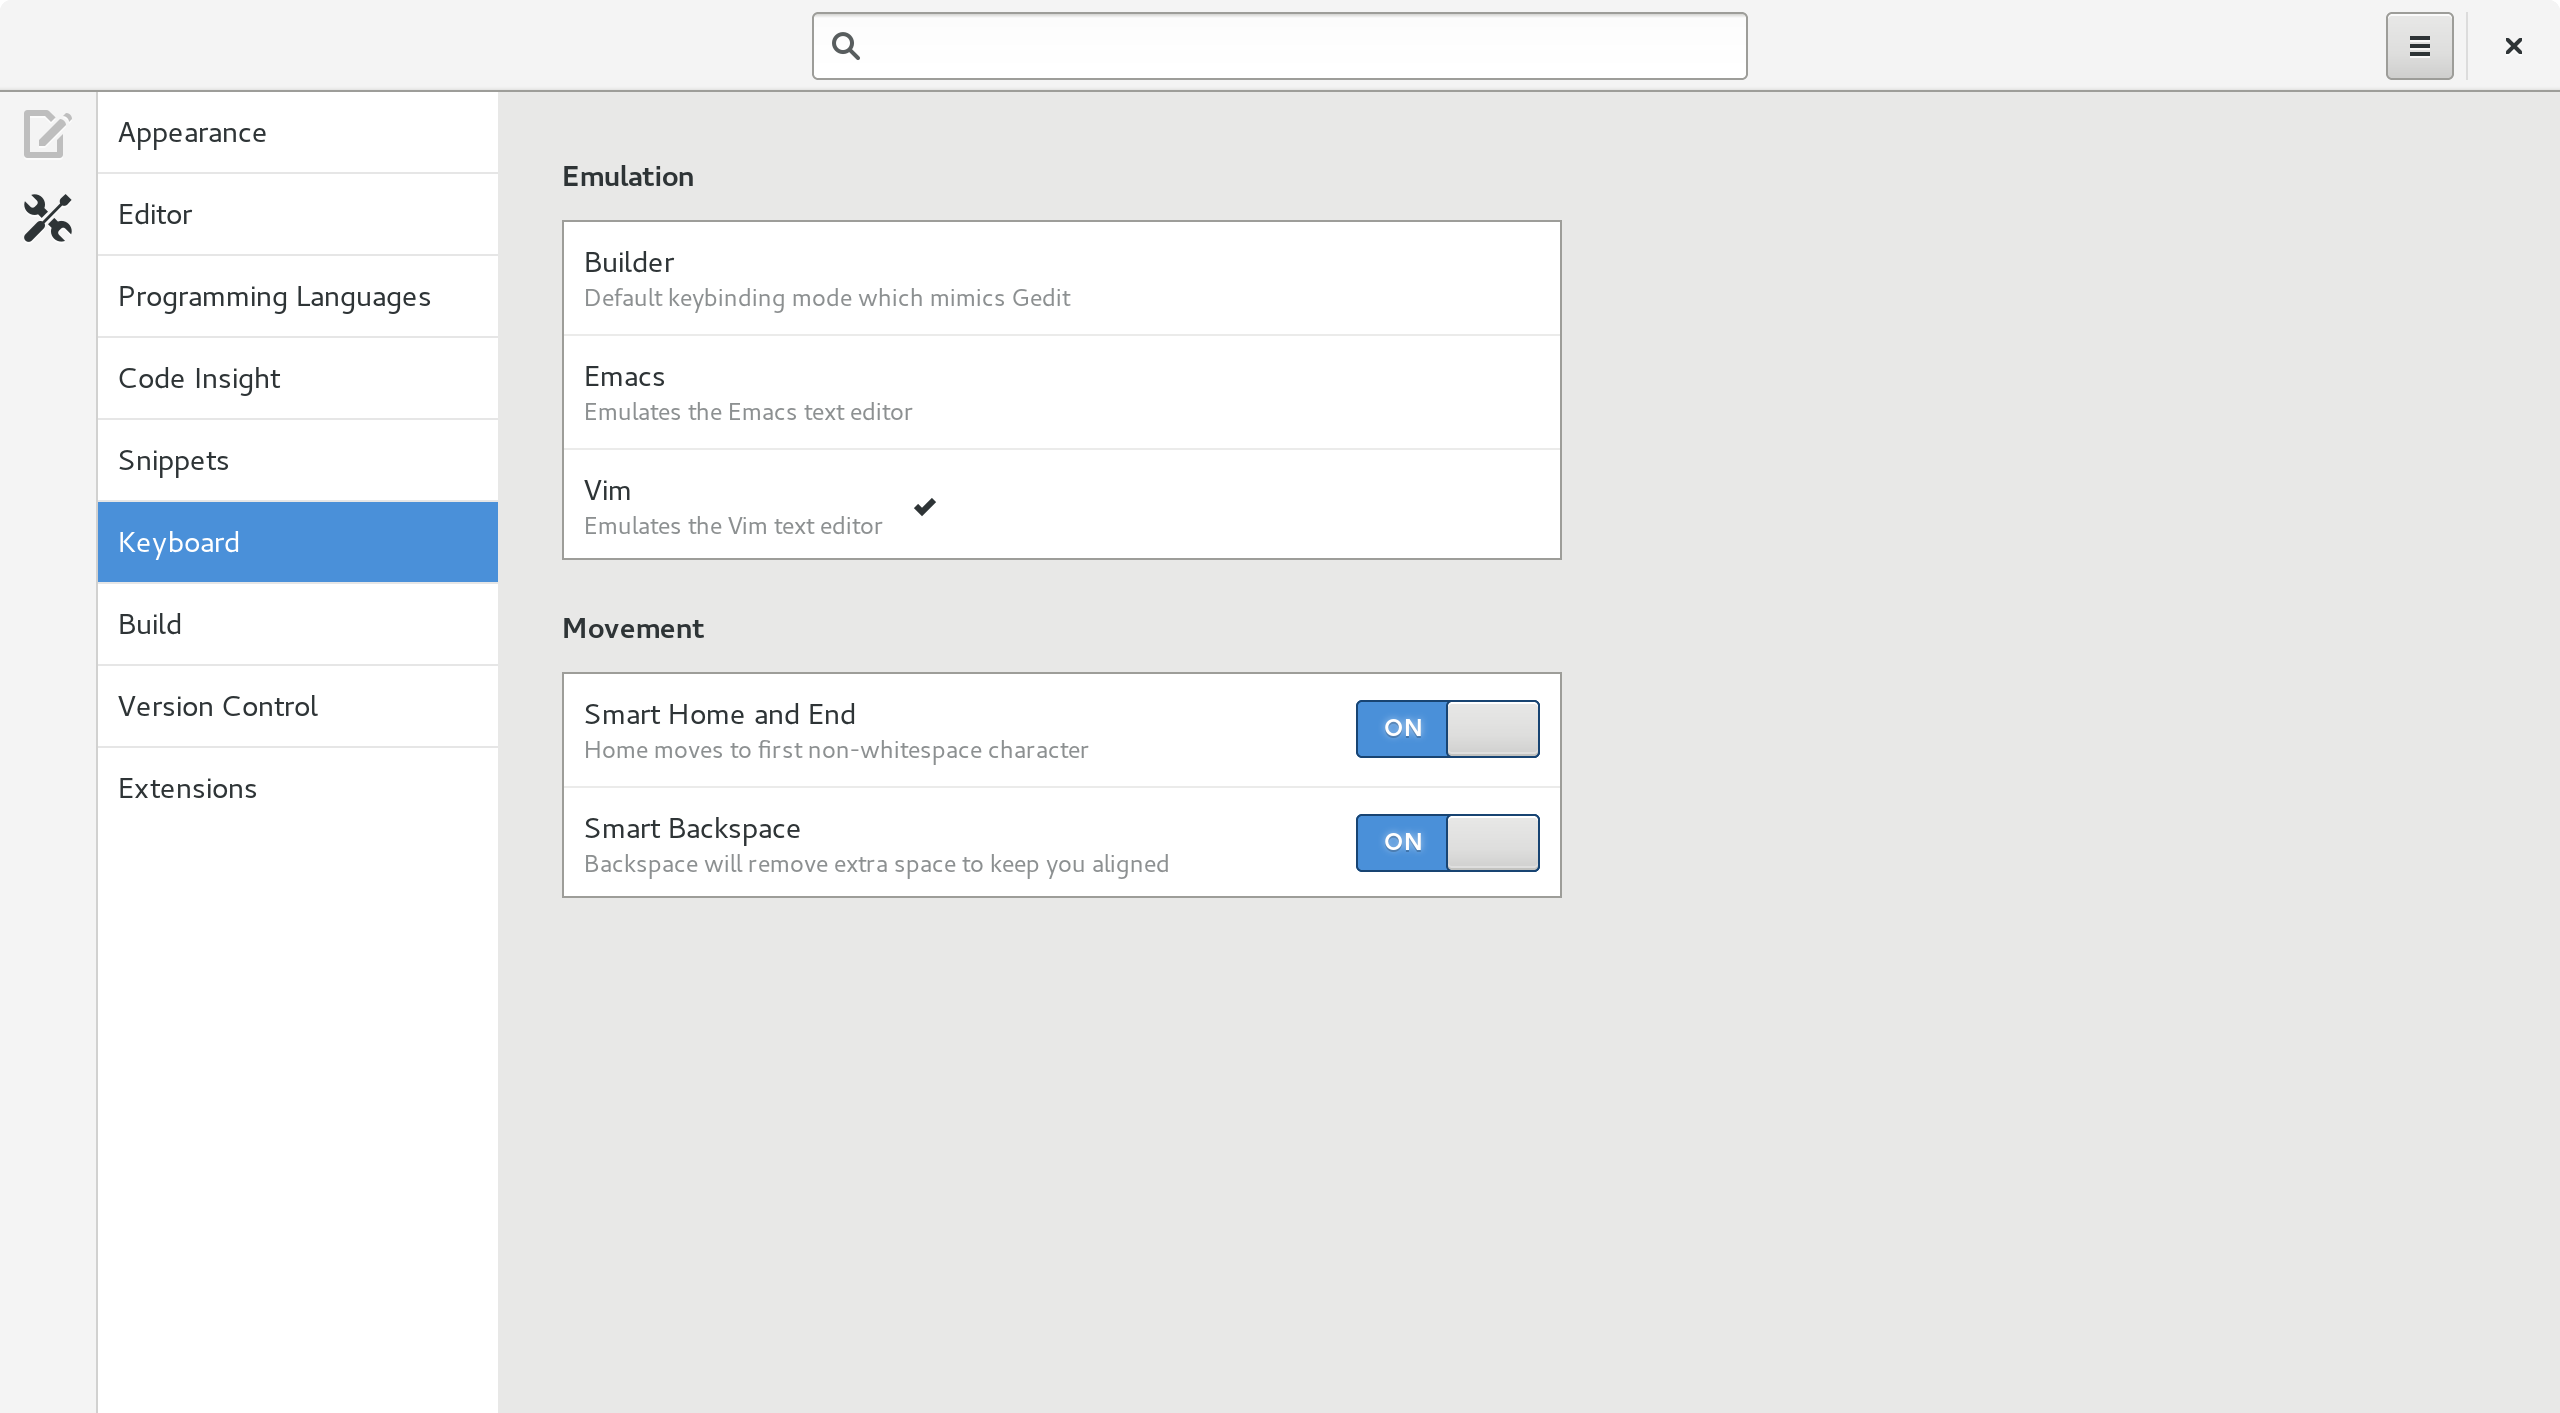 Appearance
Editor
Programming Languages
Code Insight
Snippets
Keyboard
Build
Version Control
Extensions
Emulation
Builder
Default keybinding mode which mimics Gedit
Emacs
Emulates the Emacs text editor
Vim
Emulates the Vim text editor
Movement
Smart Home and End
Home moves to first non-whitespace character
ON
Smart Backspace
Backspace will remove extra space to keep you aligned
ON